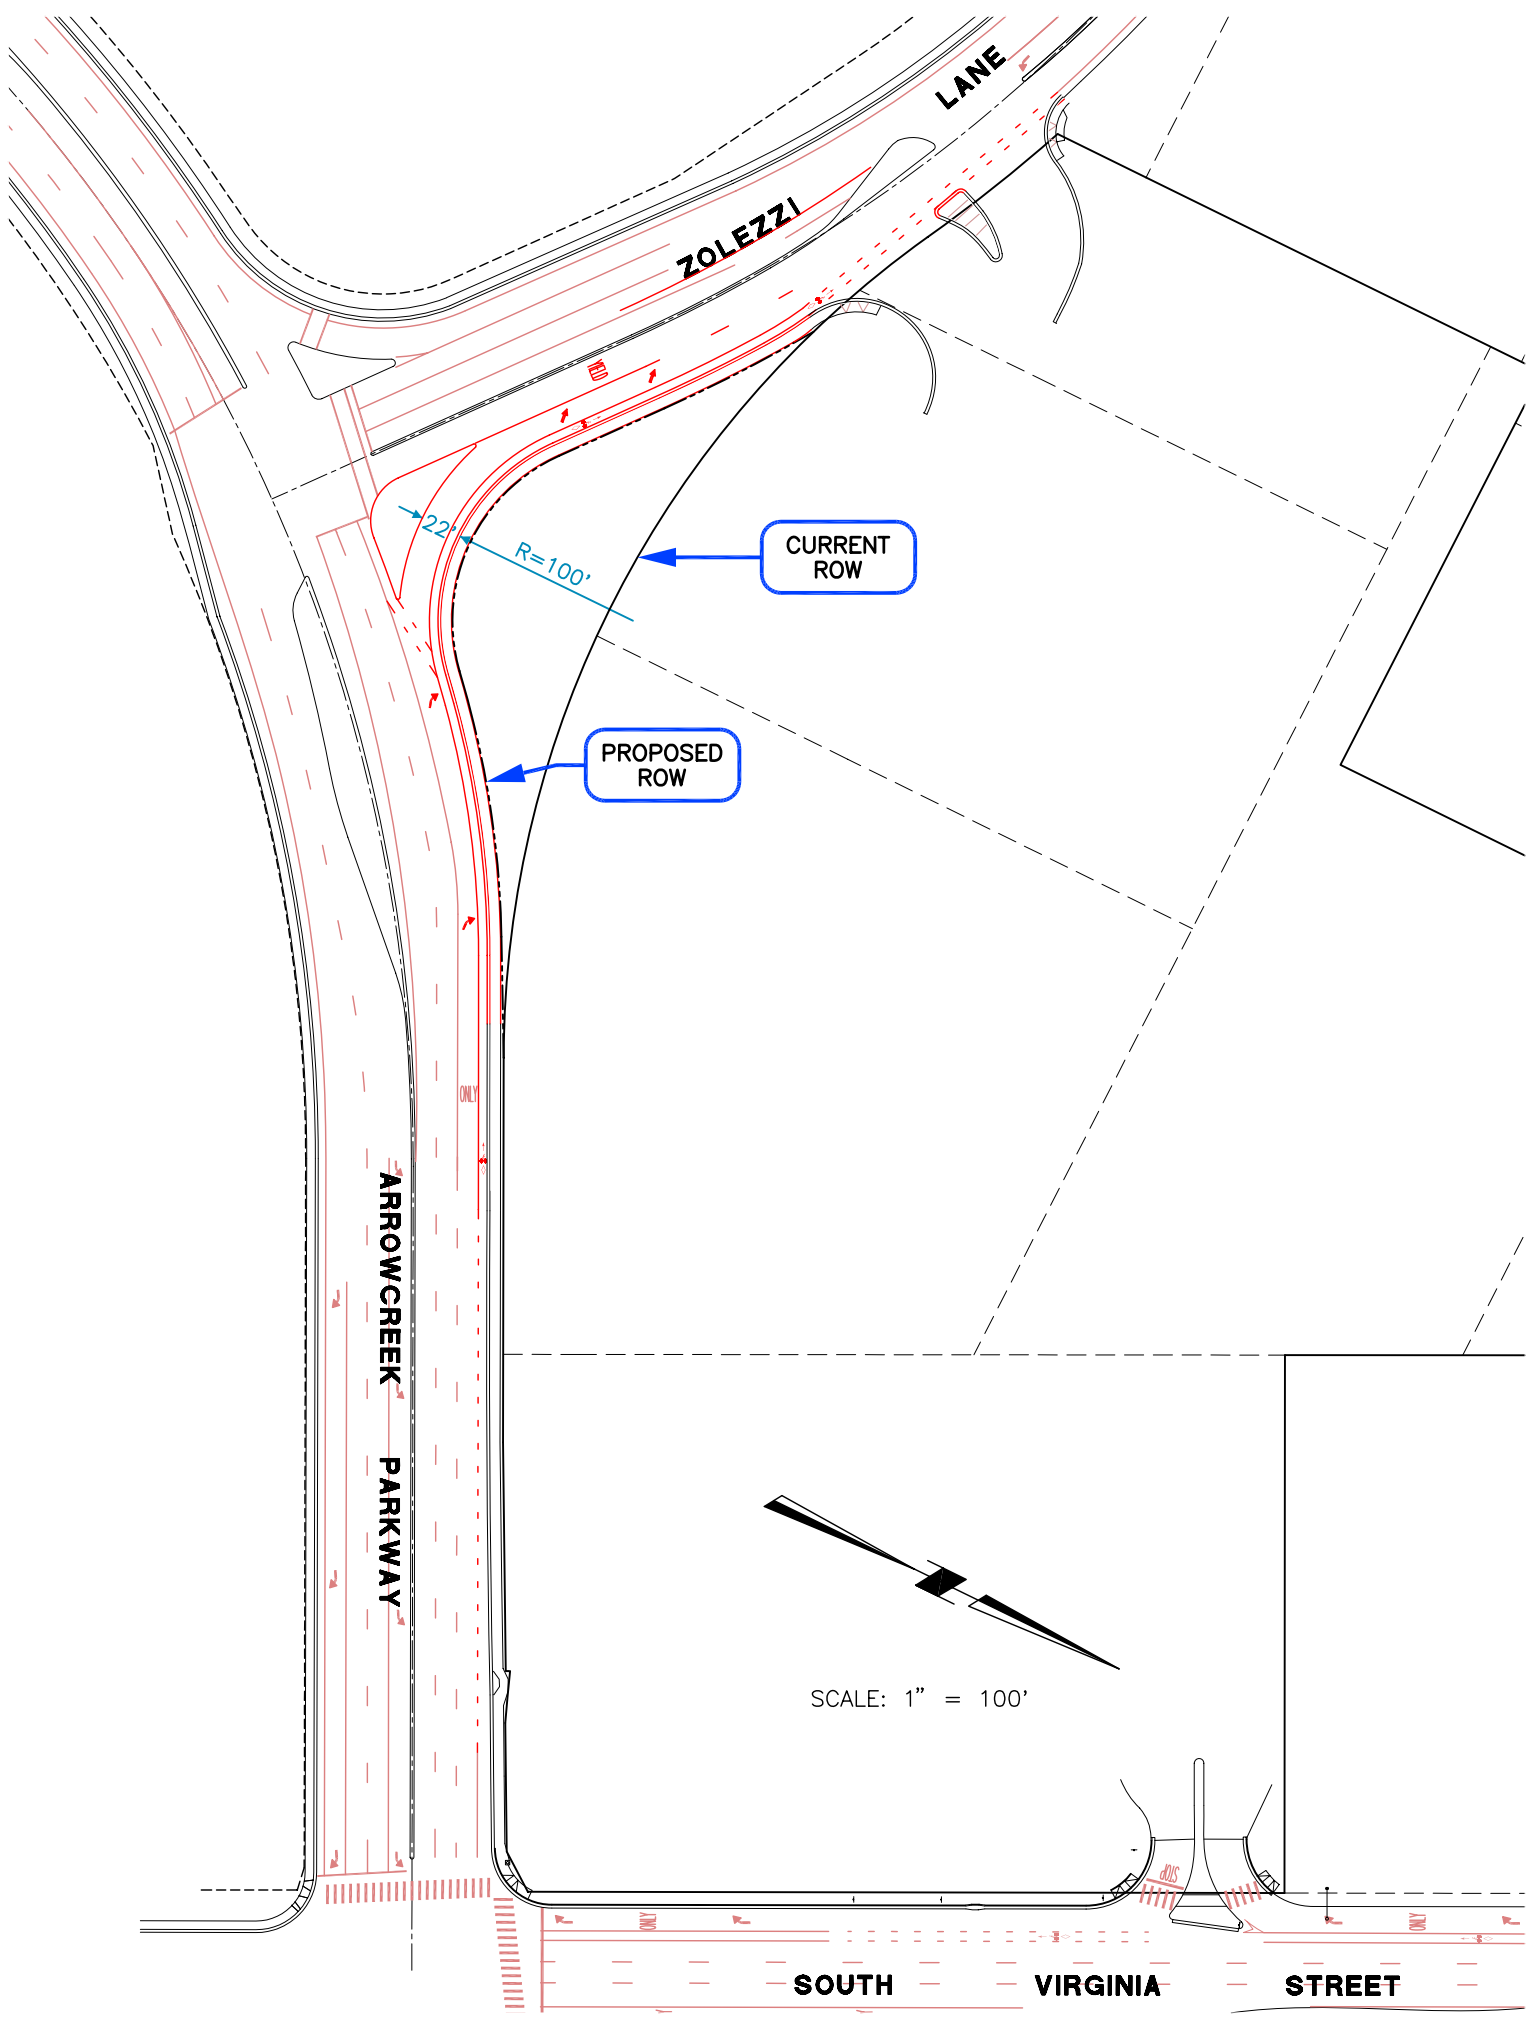 LANE
ZOLEZZI
YIELD
22'
R=100'
CURRENT
ROW
PROPOSED
ROW
ONLY
ARROWCREEK
PARKWAY
SCALE: 1” = 100'
STOP
ONLY
ONLY
SOUTH VIRGINIA STREET